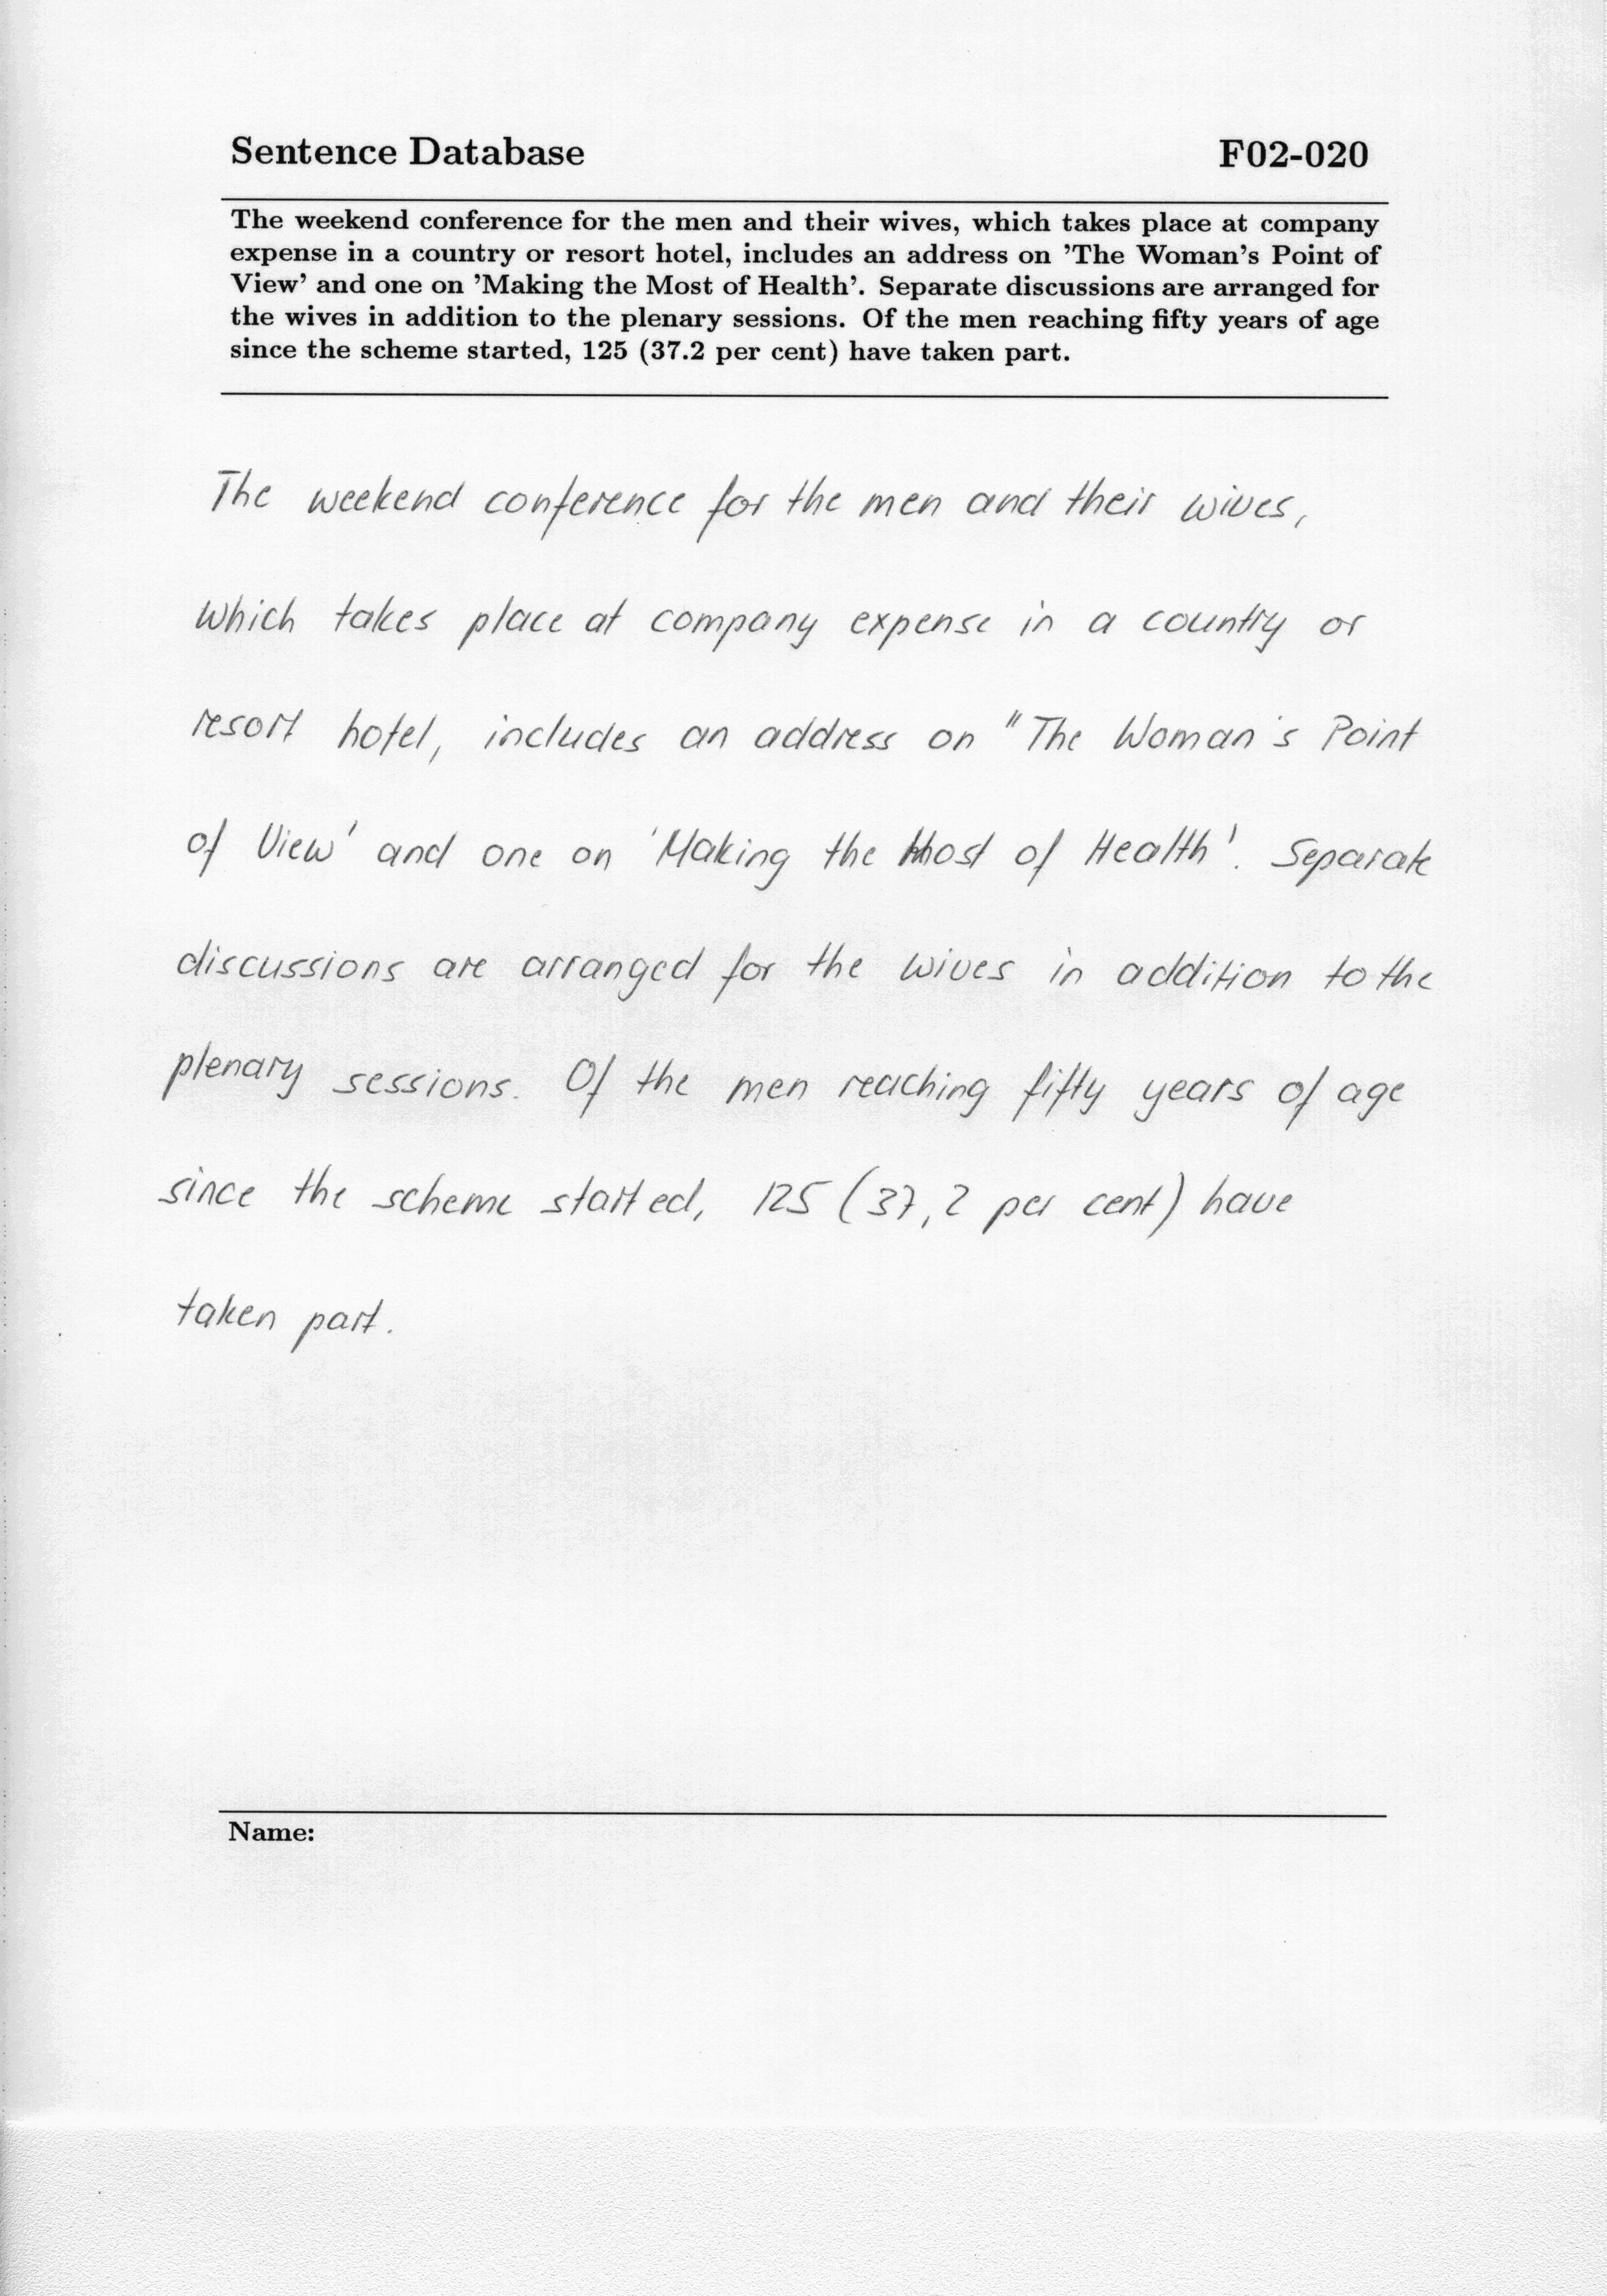 Sentence Database F02-020
The weekend conference for the men and their wives, which takes place at company
expense in a country or resort hotel, includes an address on 'The Woman's Point of
View' and one on 'Making the Most of Health'. Separate discussions are arranged for
the wives in addition to the plenary sessions. Of the men reaching fifty years of age
since the scheme started, 125 (37.2 per cent) have taken part.
The weekend conference for the men and their wives,
which takes place at company expense in a country or
resort hotel, includes an address on "The Woman's Point
of View' and one on 'Making the Most of Health'. Separate
discussions are arranged for the wives in addition to the
plenary sessions. Of the men reaching fifty years of age
since the scheme started, 125 (37,2 per cent) have
taken part.
Name: